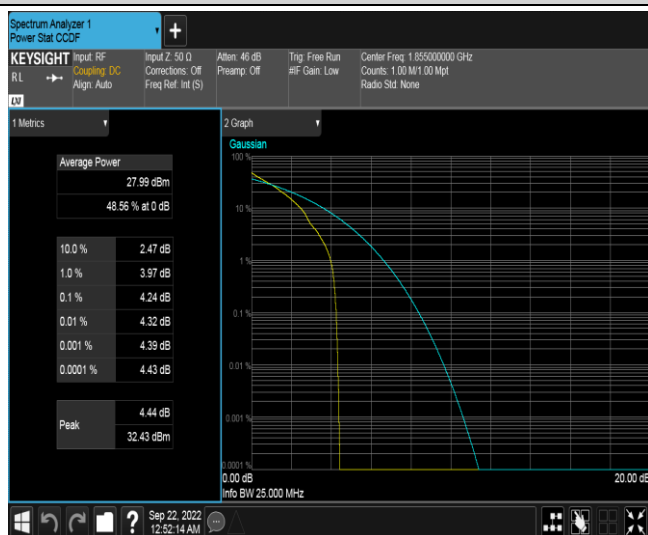 Spectrum Analyzer 1
Power Stat CCDF
+
KEYSIGHT
RL
LXI
Input: RF
Coupling: DC
Align: Auto
Input Z: 50 Ω
Corrections: Off
Freq Ref: Int (S)
Atten: 46 dB
Preamp: Off
Trig: Free Run
#IF Gain: Low
Center Freq: 1.855000000 GHz
Counts: 1.00 M/1.00 Mpt
Radio Std: None
1 Metrics
Average Power
27.99 dBm
48.56 % at 0 dB
10.0 % 2.47 dB
1.0 % 3.97 dB
0.1 % 4.24 dB
0.01 % 4.32 dB
0.001 % 4.39 dB
0.0001 % 4.43 dB
Peak
4.44 dB
32.43 dBm
2 Graph
Gaussian
100 %
10 %
1 %
0.1 %
0.01 %
0.001 %
0.0001 %
0.00 dB 20.00 dB
Info BW 25.000 MHz
?
Sep 22, 2022
12:52:14 AM